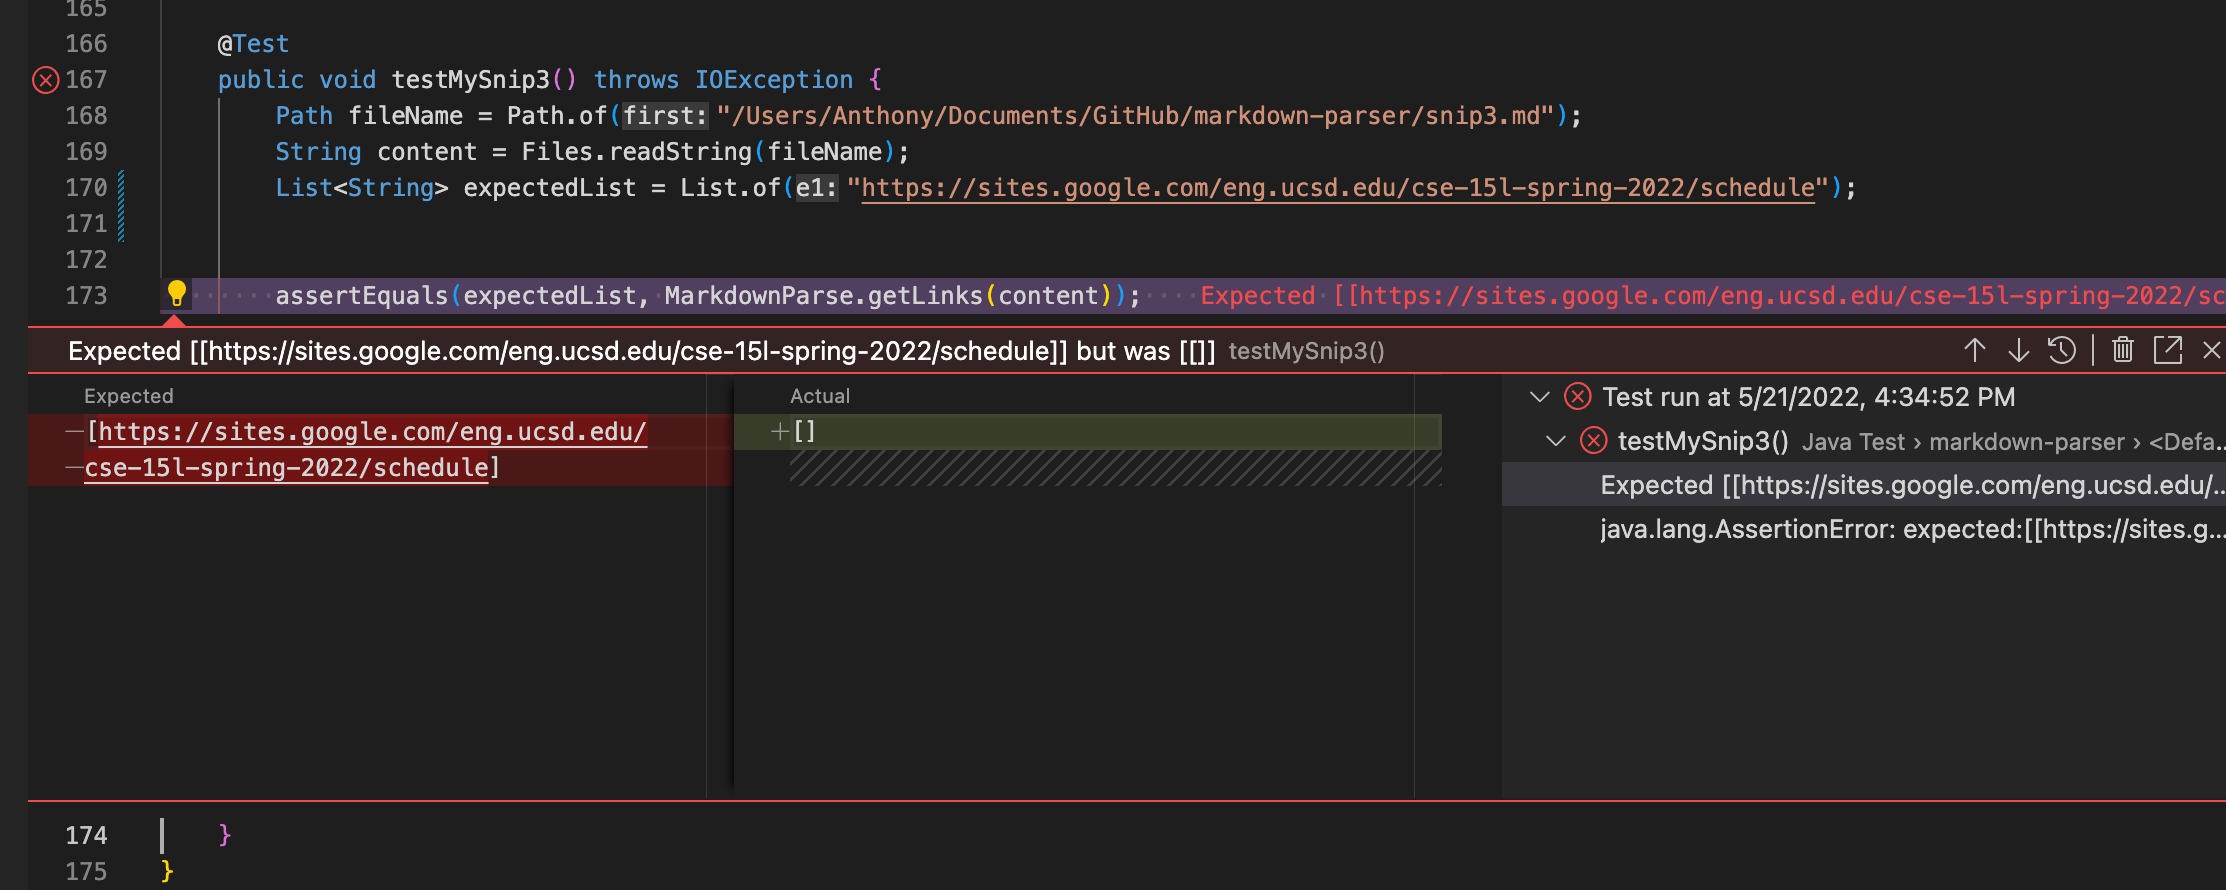 165
166 @Test
167 public void testMySnip3() throws IOException {
168 Path fileName = Path.of(first: "/Users/Anthony/Documents/GitHub/markdown-parser/snip3.md");
169 String content = Files.readString(fileName);
170 List<String> expectedList = List.of(e1: "https://sites.google.com/eng.ucsd.edu/cse-15l-spring-2022/schedule");
171
172
173 ······assertEquals(expectedList,·MarkdownParse.getLinks(content));···· Expected·[[https://sites.google.com/eng.ucsd.edu/cse-15l-spring-2022/sc
Expected [[https://sites.google.com/eng.ucsd.edu/cse-15l-spring-2022/schedule]] but was [[]] testMySnip3()
Expected
—[https://sites.google.com/eng.ucsd.edu/
—cse-15l-spring-2022/schedule]
Actual
+[]
Test run at 5/21/2022, 4:34:52 PM
testMySnip3() Java Test › markdown-parser › <Defa...
Expected [[https://sites.google.com/eng.ucsd.edu/...
java.lang.AssertionError: expected:[[https://sites.g...
174 }
175 }